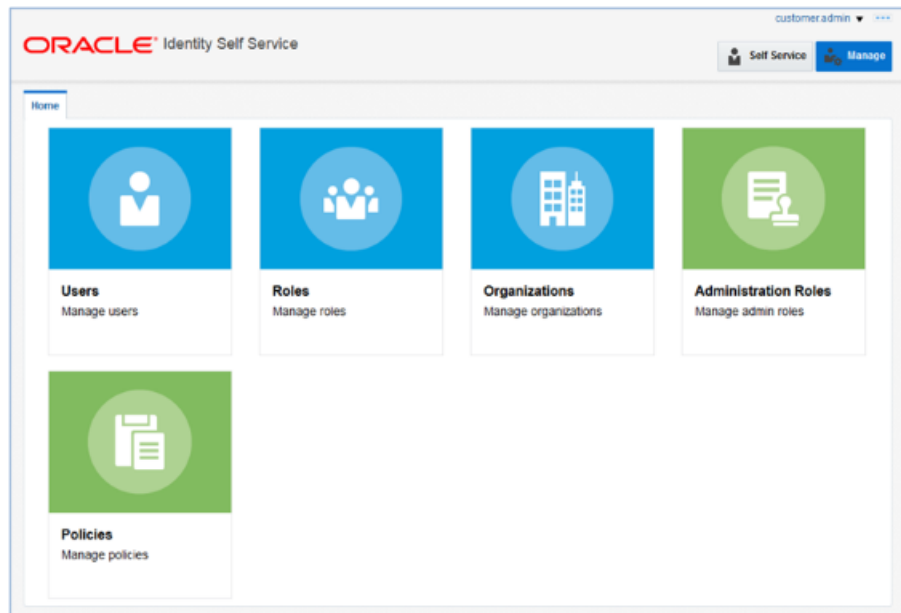 customer.admin
ORACLE® Identity Self Service
Self Service
Manage
Home
Users
Manage users
Roles
Manage roles
Organizations
Manage organizations
Administration Roles
Manage admin roles
Policies
Manage policies